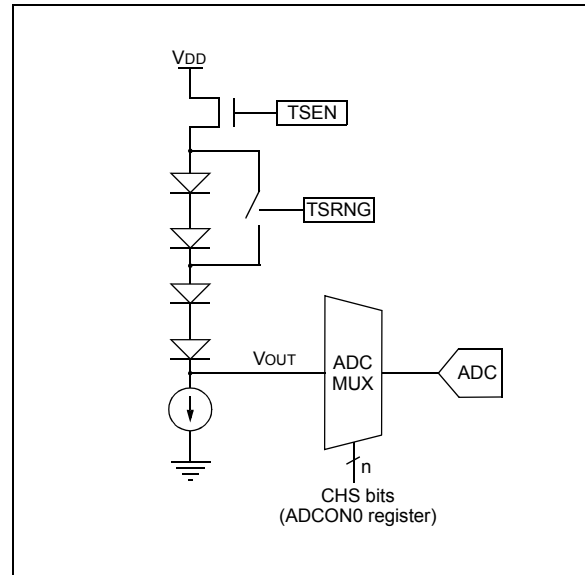 VDD
TSEN
TSRNG
VOUT
ADC
MUX
ADC
n
CHS bits
(ADCON0 register)